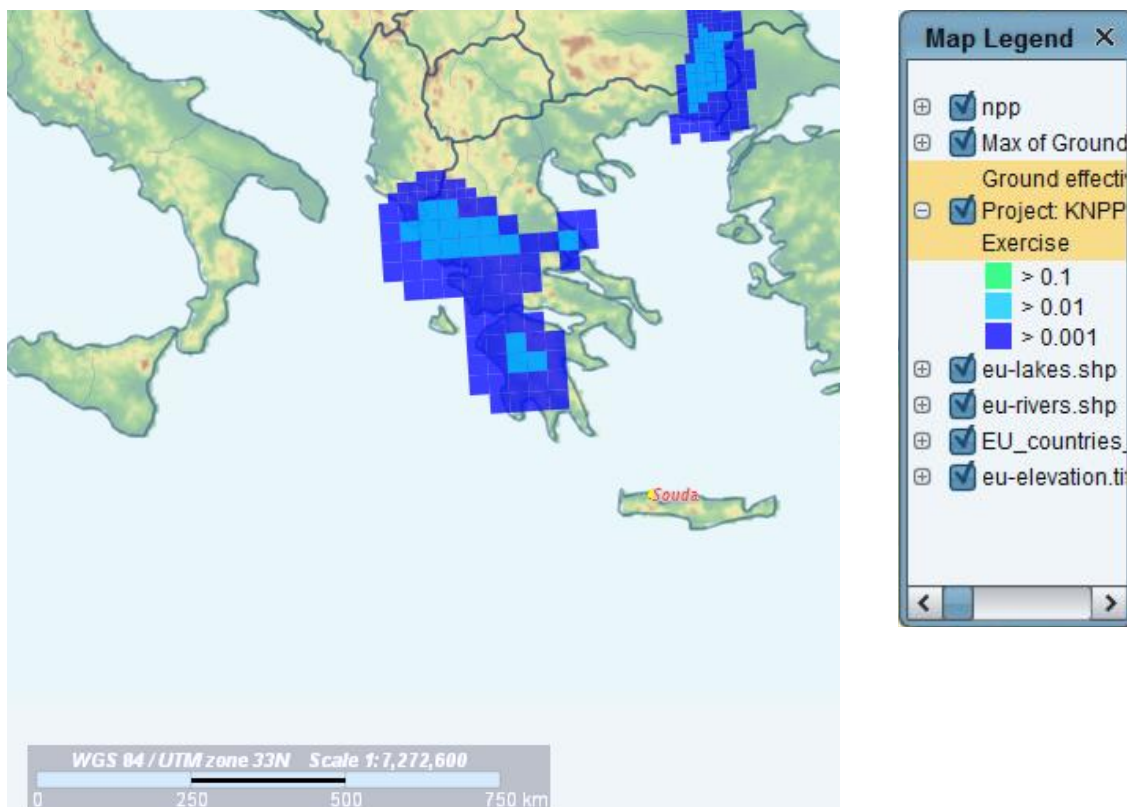 Souda
WGS 84 / UTM zone 33N Scale 1:7,272,600
0 250 500 750 km
Map Legend ×
npp
Max of Ground
Ground effectiv
Project: KNPP
Exercise
> 0.1
> 0.01
> 0.001
eu-lakes.shp
eu-rivers.shp
EU_countries_
eu-elevation.tif